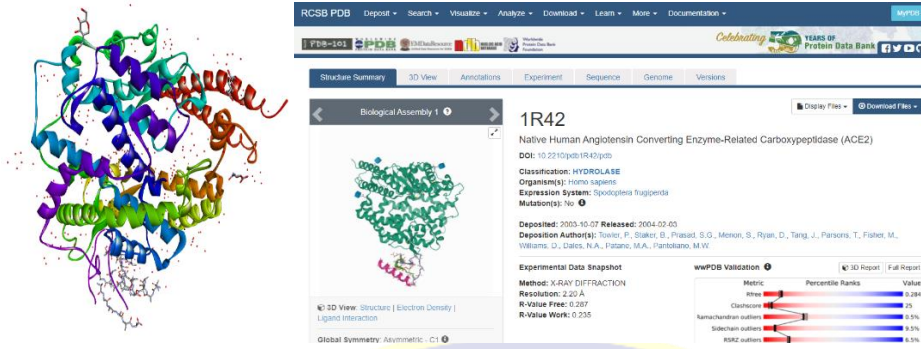 RCSB PDB Deposit Search Visualize Analyze Download Learn More Documentation MyPDB
PDB-101 PDB EMDataResource Worldwide Protein Data Bank Foundation
Celebrating YEARS OF Protein Data Bank
Structure Summary 3D View Annotations Experiment Sequence Genome Versions
Biological Assembly 1
Display Files Download Files
1R42
Native Human Angiotensin Converting Enzyme-Related Carboxypeptidase (ACE2)
DOI: 10.2210/pdb1R42/pdb
Classification: HYDROLASE
Organism(s): Homo sapiens
Expression System: Spodoptera frugiperda
Mutation(s): No
Deposited: 2003-10-07 Released: 2004-02-03
Deposition Author(s): Towler, P., Staker, B., Prasad, S.G., Menon, S., Ryan, D., Tang, J., Parsons, T., Fisher, M.,
Williams, D., Dales, N.A., Patane, M.A., Pantoliano, M.W.
Experimental Data Snapshot
Method: X-RAY DIFFRACTION
Resolution: 2.20 Å
R-Value Free: 0.287
R-Value Work: 0.235
wwPDB Validation 3D Report Full Report
Metric Percentile Ranks Value
Rfree 0.284
Clashscore 25
Ramachandran outliers 0.5%
Sidechain outliers 9.5%
RSRZ outliers 6.5%
3D View: Structure | Electron Density |
Ligand Interaction
Global Symmetry: Asymmetric - C1